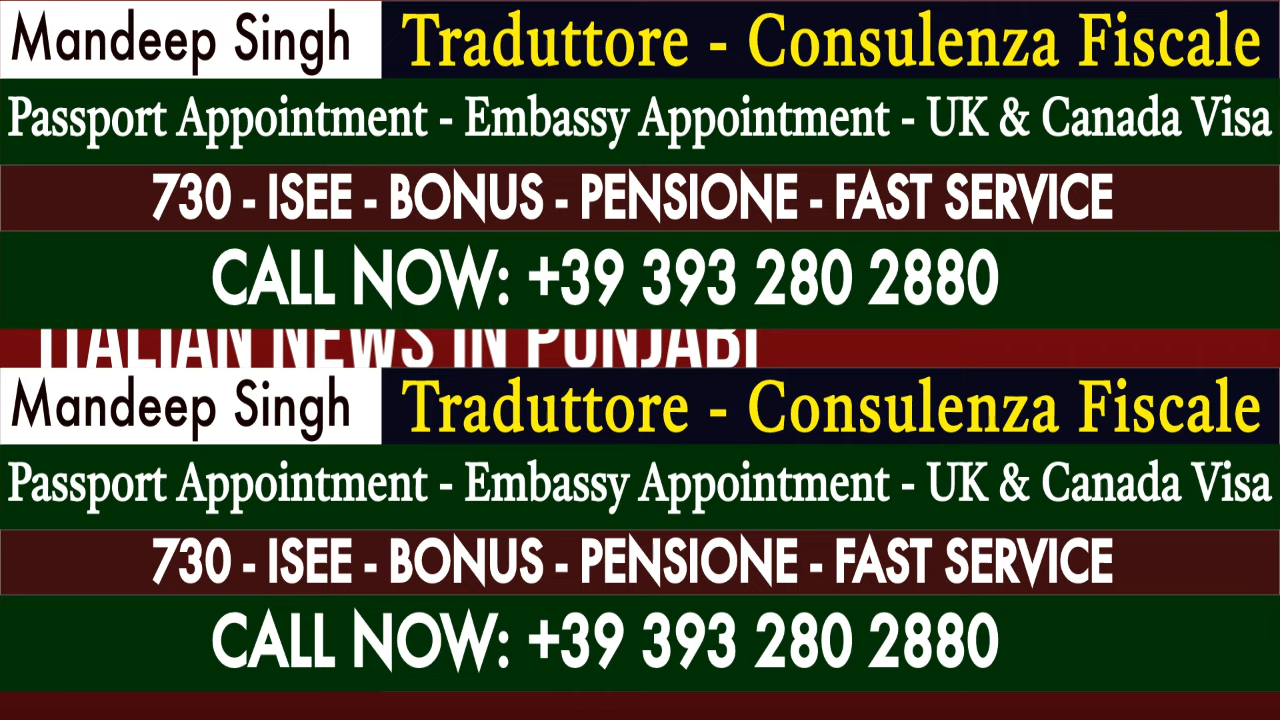 Mandeep Singh Traduttore - Consulenza Fiscale
Passport Appointment - Embassy Appointment - UK & Canada Visa
730 - ISEE - BONUS - PENSIONE - FAST SERVICE
CALL NOW: +39 393 280 2880
ITALIAN NEWS IN PUNJABI
Mandeep Singh Traduttore - Consulenza Fiscale
Passport Appointment - Embassy Appointment - UK & Canada Visa
730 - ISEE - BONUS - PENSIONE - FAST SERVICE
CALL NOW: +39 393 280 2880